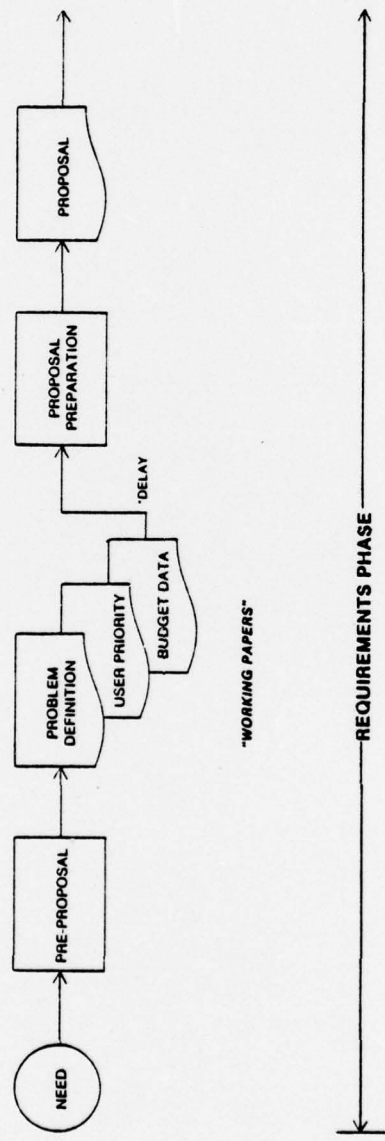 NEED
PRE-PROPOSAL
PROBLEM
DEFINITION
USER PRIORITY
BUDGET DATA
*DELAY
"WORKING PAPERS"
PROPOSAL
PREPARATION
PROPOSAL
REQUIREMENTS PHASE